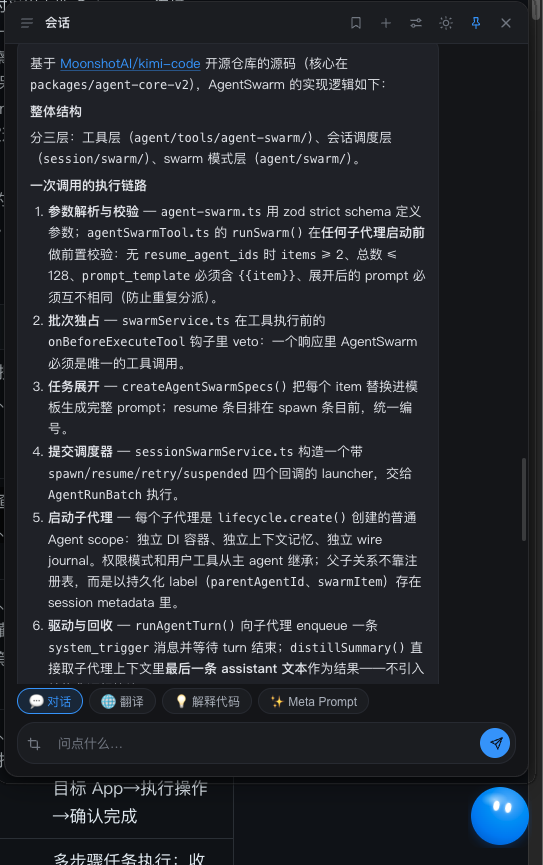 会话
基于 MoonshotAI/kimi-code 开源仓库的源码（核心在
packages/agent-core-v2），AgentSwarm 的实现逻辑如下：
整体结构
分三层：工具层（agent/tools/agent-swarm/）、会话调度层
（session/swarm/）、swarm 模式层（agent/swarm/）。
一次调用的执行链路
1. 参数解析与校验 — agent-swarm.ts 用 zod strict schema 定义
参数；agentSwarmTool.ts 的 runSwarm() 在任何子代理启动前
做前置校验：无 resume_agent_ids 时 items ≥ 2、总数 ≤
128、prompt_template 必须含 {{item}}、展开后的 prompt 必
须互不相同（防止重复分派）。
2. 批次独占 — swarmService.ts 在工具执行前的
onBeforeExecuteTool 钩子里 veto：一个响应里 AgentSwarm
必须是唯一的工具调用。
3. 任务展开 — createAgentSwarmSpecs() 把每个 item 替换进模
板生成完整 prompt；resume 条目排在 spawn 条目前，统一编
号。
4. 提交调度器 — sessionSwarmService.ts 构造一个带
spawn/resume/retry/suspended 四个回调的 launcher，交给
AgentRunBatch 执行。
5. 启动子代理 — 每个子代理是 lifecycle.create() 创建的普通
Agent scope：独立 DI 容器、独立上下文记忆、独立 wire
journal。权限模式和用户工具从主 agent 继承；父子关系不靠注
册表，而是以持久化 label（parentAgentId、swarmItem）存在
session metadata 里。
6. 驱动与回收 — runAgentTurn() 向子代理 enqueue 一条
system_trigger 消息并等待 turn 结束；distillSummary() 直
接取子代理上下文里最后一条 assistant 文本作为结果——不引入
💬 对话
🌐 翻译
💡 解释代码
✨ Meta Prompt
问点什么…
目标 App→执行操作
→确认完成
多步骤任务执行：收